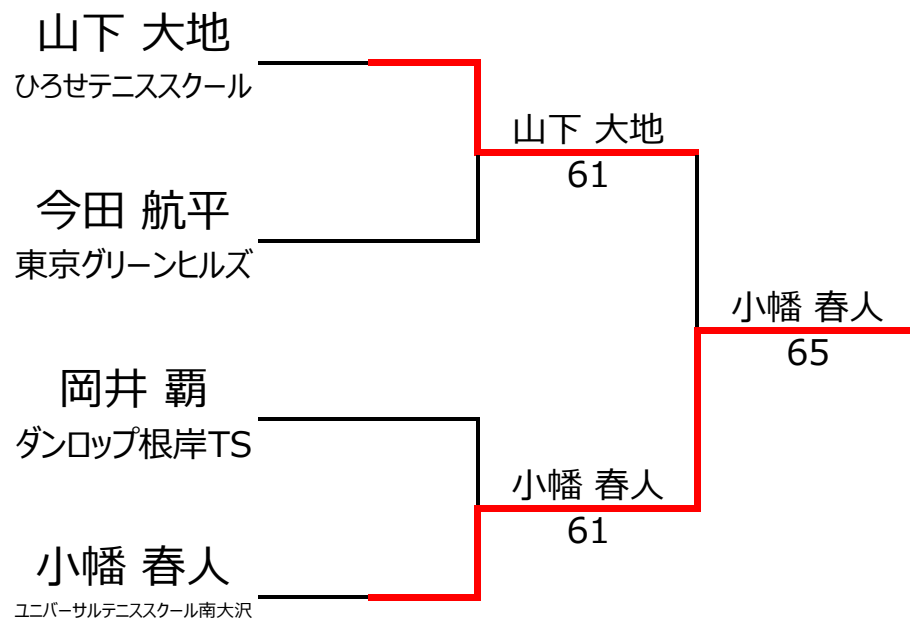 山下 大地
ひろせテニススクール
今田 航平
東京グリーンヒルズ
岡井 覇
ダンロップ根岸TS
小幡 春人
ユニバーサルテニススクール南大沢
山下 大地
61
小幡 春人
61
小幡 春人
65